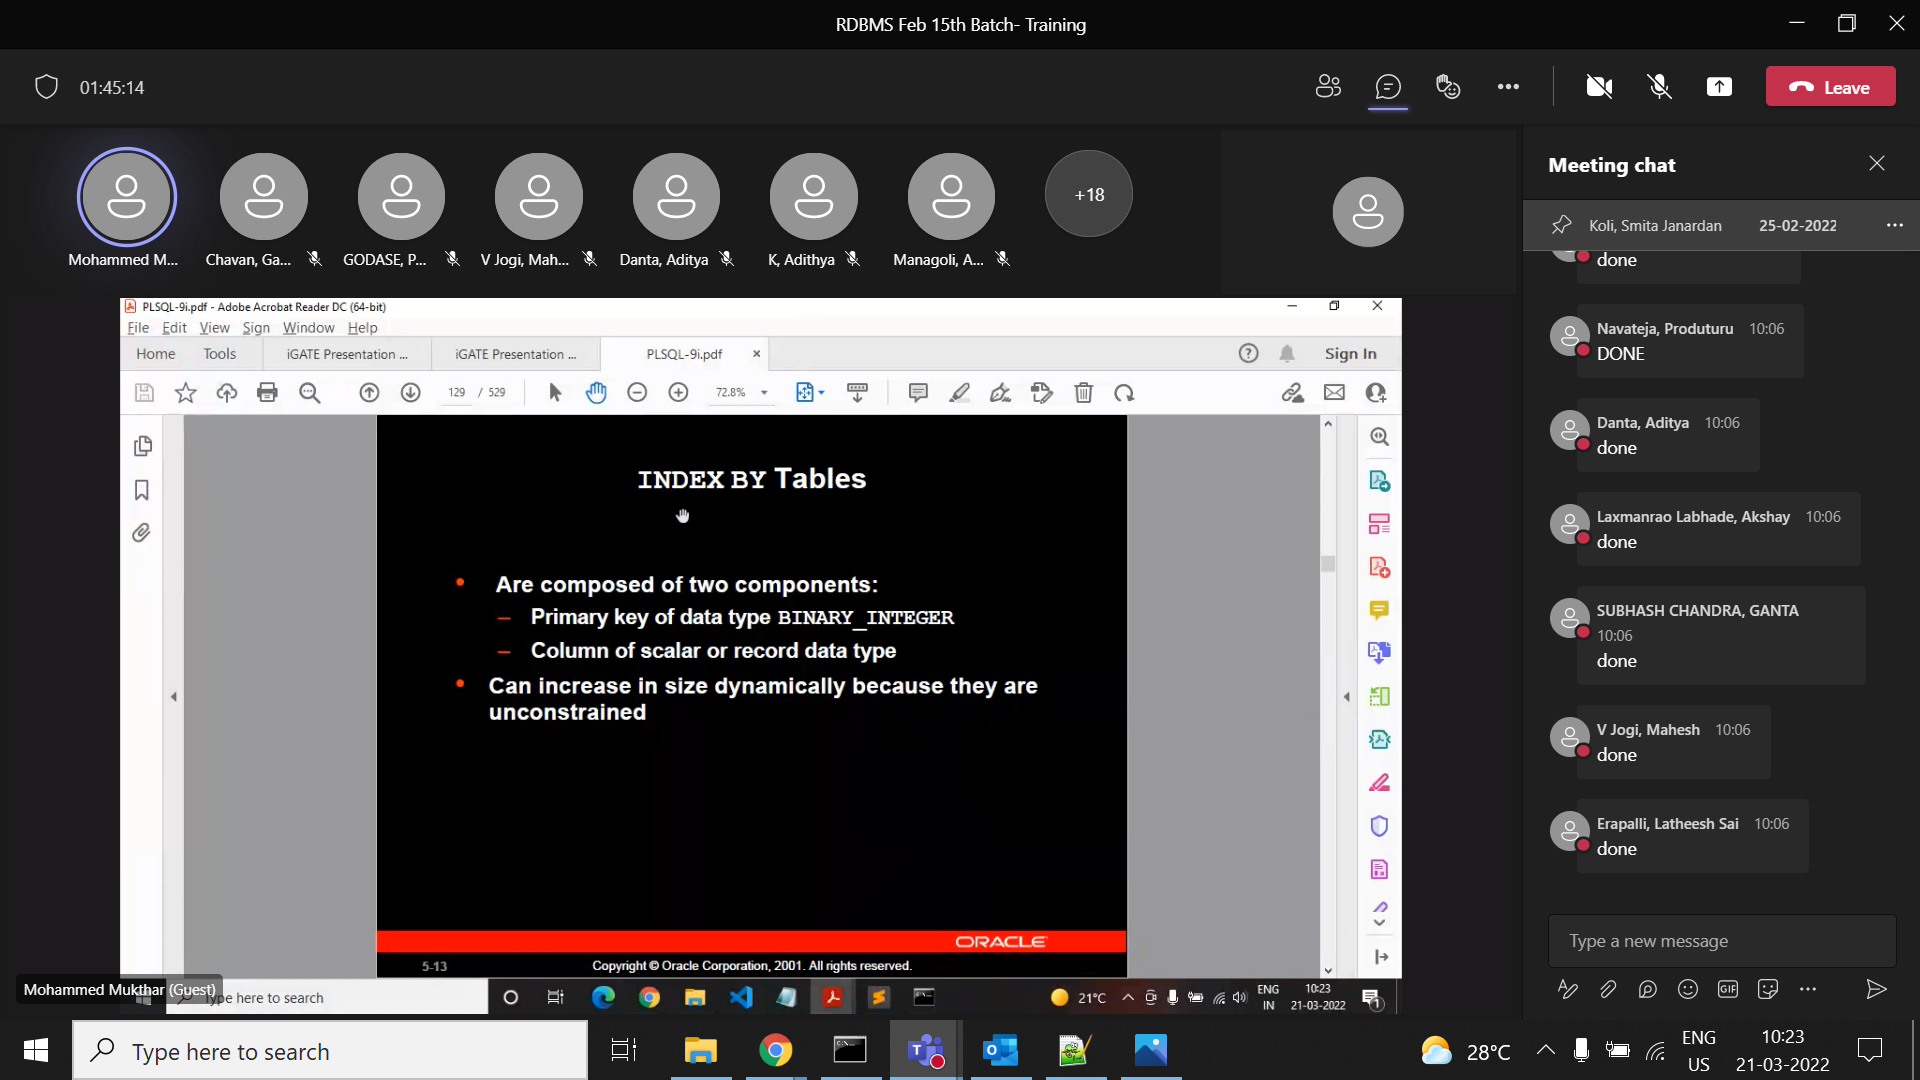 RDBMS Feb 15th Batch- Training
01:45:14
Leave
Mohammed M...
Chavan, Ga...
GODASE, P...
V Jogi, Mah...
Danta, Aditya
K, Adithya
Managoli, A...
+18
PLSQL-9i.pdf - Adobe Acrobat Reader DC (64-bit)
File Edit View Sign Window Help
Home Tools iGATE Presentation ... iGATE Presentation ... PLSQL-9i.pdf Sign In
129 / 529 72.8%
INDEX BY Tables
• Are composed of two components:
– Primary key of data type BINARY_INTEGER
– Column of scalar or record data type
• Can increase in size dynamically because they are
unconstrained
ORACLE
5-13 Copyright © Oracle Corporation, 2001. All rights reserved.
Mohammed Mukthar (Guest)
Type here to search
21°C
ENG
IN
10:23
21-03-2022
1
Meeting chat
Koli, Smita Janardan 25-02-2022
done
Navateja, Produturu 10:06
DONE
Danta, Aditya 10:06
done
Laxmanrao Labhade, Akshay 10:06
done
SUBHASH CHANDRA, GANTA
10:06
done
V Jogi, Mahesh 10:06
done
Erapalli, Latheesh Sai 10:06
done
Type a new message
GIF
Type here to search
28°C
ENG
US
10:23
21-03-2022